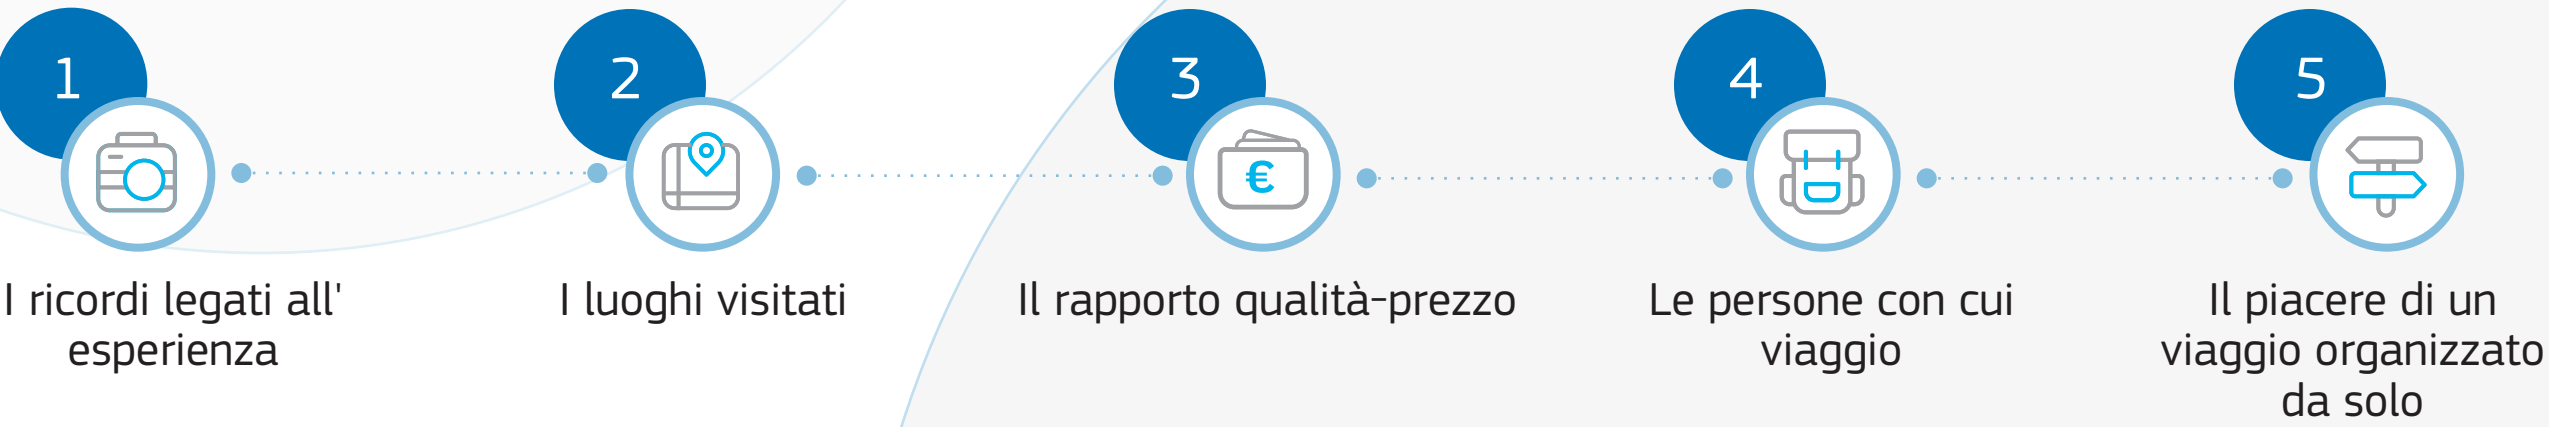 1
I ricordi legati all'
esperienza
2
I luoghi visitati
3
€
Il rapporto qualità-prezzo
4
Le persone con cui
viaggio
5
Il piacere di un
viaggio organizzato
da solo